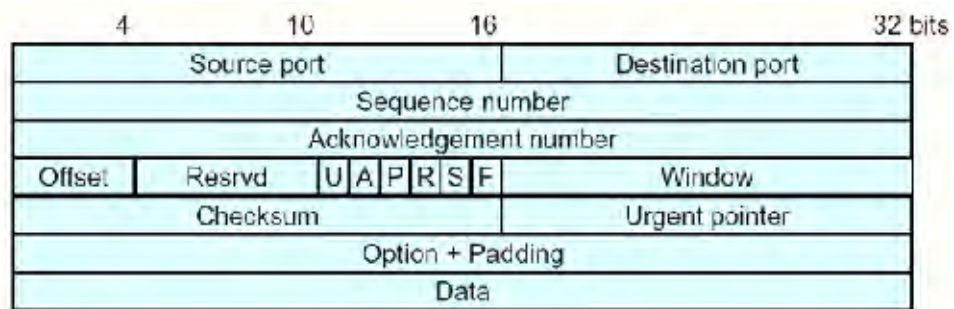 4 10 16 32 bits
Source port Destination port
Sequence number
Acknowledgement number
Offset Resrvd U A P R S F Window
Checksum Urgent pointer
Option + Padding
Data